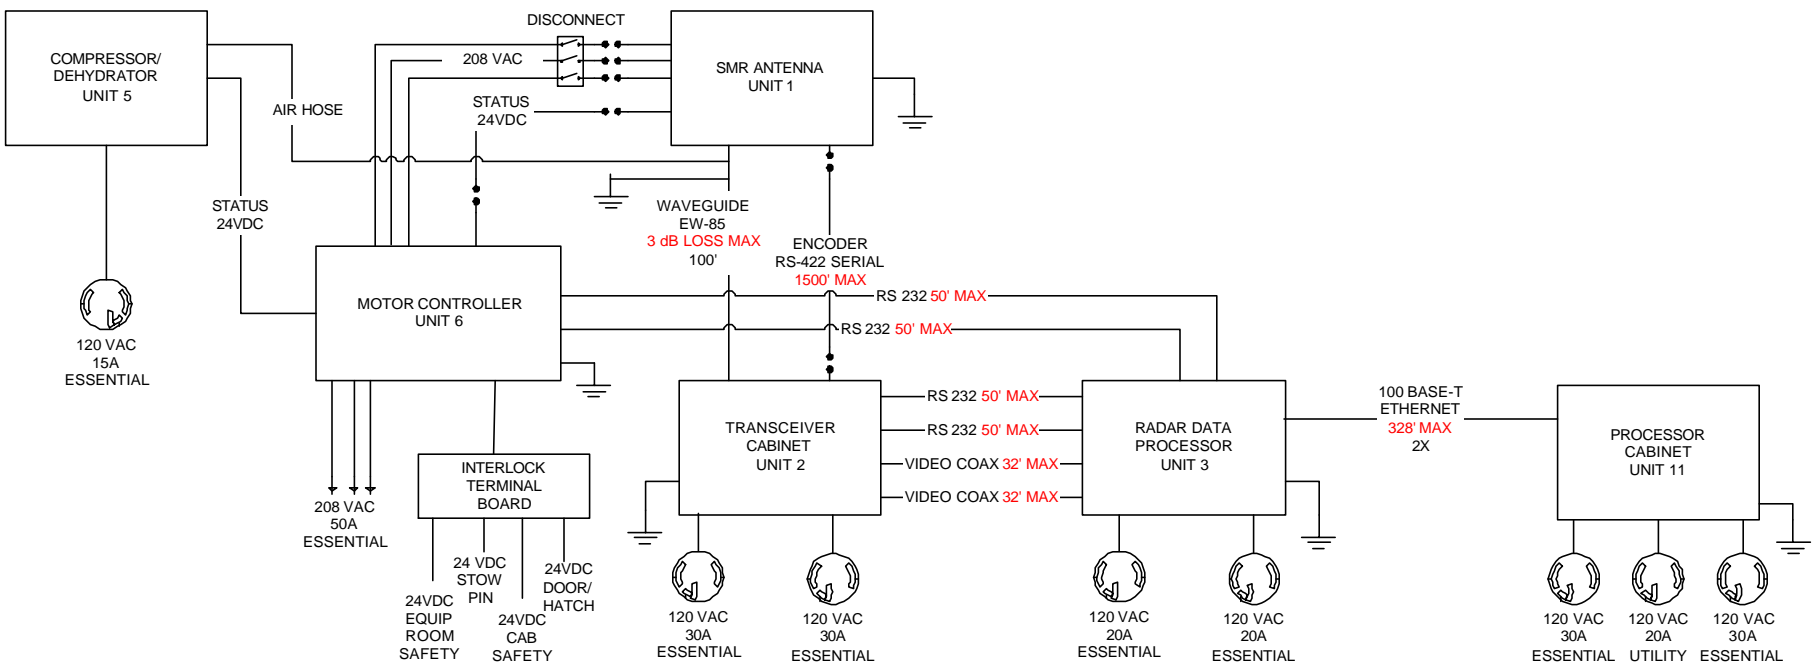 DISCONNECT
COMPRESSOR/
DEHYDRATOR
UNIT 5
208 VAC
SMR ANTENNA
UNIT 1
AIR HOSE
STATUS
24VDC
STATUS
24VDC
WAVEGUIDE
EW-85
3 dB LOSS MAX
100'
ENCODER
RS-422 SERIAL
1500' MAX
MOTOR CONTROLLER
UNIT 6
RS 232 50' MAX
RS 232 50' MAX
120 VAC
15A
ESSENTIAL
TRANSCEIVER
CABINET
UNIT 2
RS 232 50' MAX
RS 232 50' MAX
VIDEO COAX 32' MAX
VIDEO COAX 32' MAX
RADAR DATA
PROCESSOR
UNIT 3
100 BASE-T
ETHERNET
328' MAX
2X
PROCESSOR
CABINET
UNIT 11
INTERLOCK
TERMINAL
BOARD
208 VAC
50A
ESSENTIAL
24VDC
EQUIP
ROOM
SAFETY
24 VDC
STOW
PIN
24VDC
CAB
SAFETY
24VDC
DOOR/
HATCH
120 VAC
30A
ESSENTIAL
120 VAC
30A
ESSENTIAL
120 VAC
20A
ESSENTIAL
120 VAC
20A
ESSENTIAL
120 VAC
30A
ESSENTIAL
120 VAC
20A
UTILITY
120 VAC
30A
ESSENTIAL